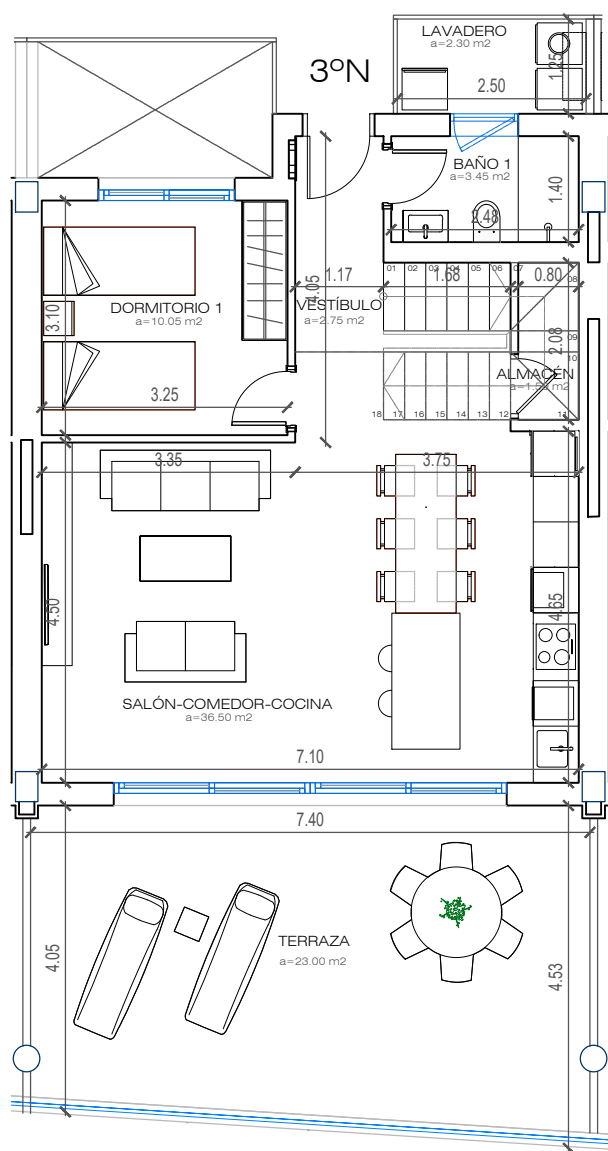 LAVADERO
a=2.30 m2
3ºN
1.25
2.50
BAÑO 1
a=3.45 m2
1.40
2.48
01 02 03 04 05 06 07
08
1.17
1.68
0.80
4.05
VESTÍBULO
a=2.75 m2
DORMITORIO 1
a=10.05 m2
3.10
2.08
09
10
ALMACÉN
3.25
18 17 16 15 14 13 12 11
3.35
3.75
4.50
4.65
SALÓN-COMEDOR-COCINA
a=36.50 m2
7.10
7.40
TERRAZA
a=23.00 m2
4.05
4.53